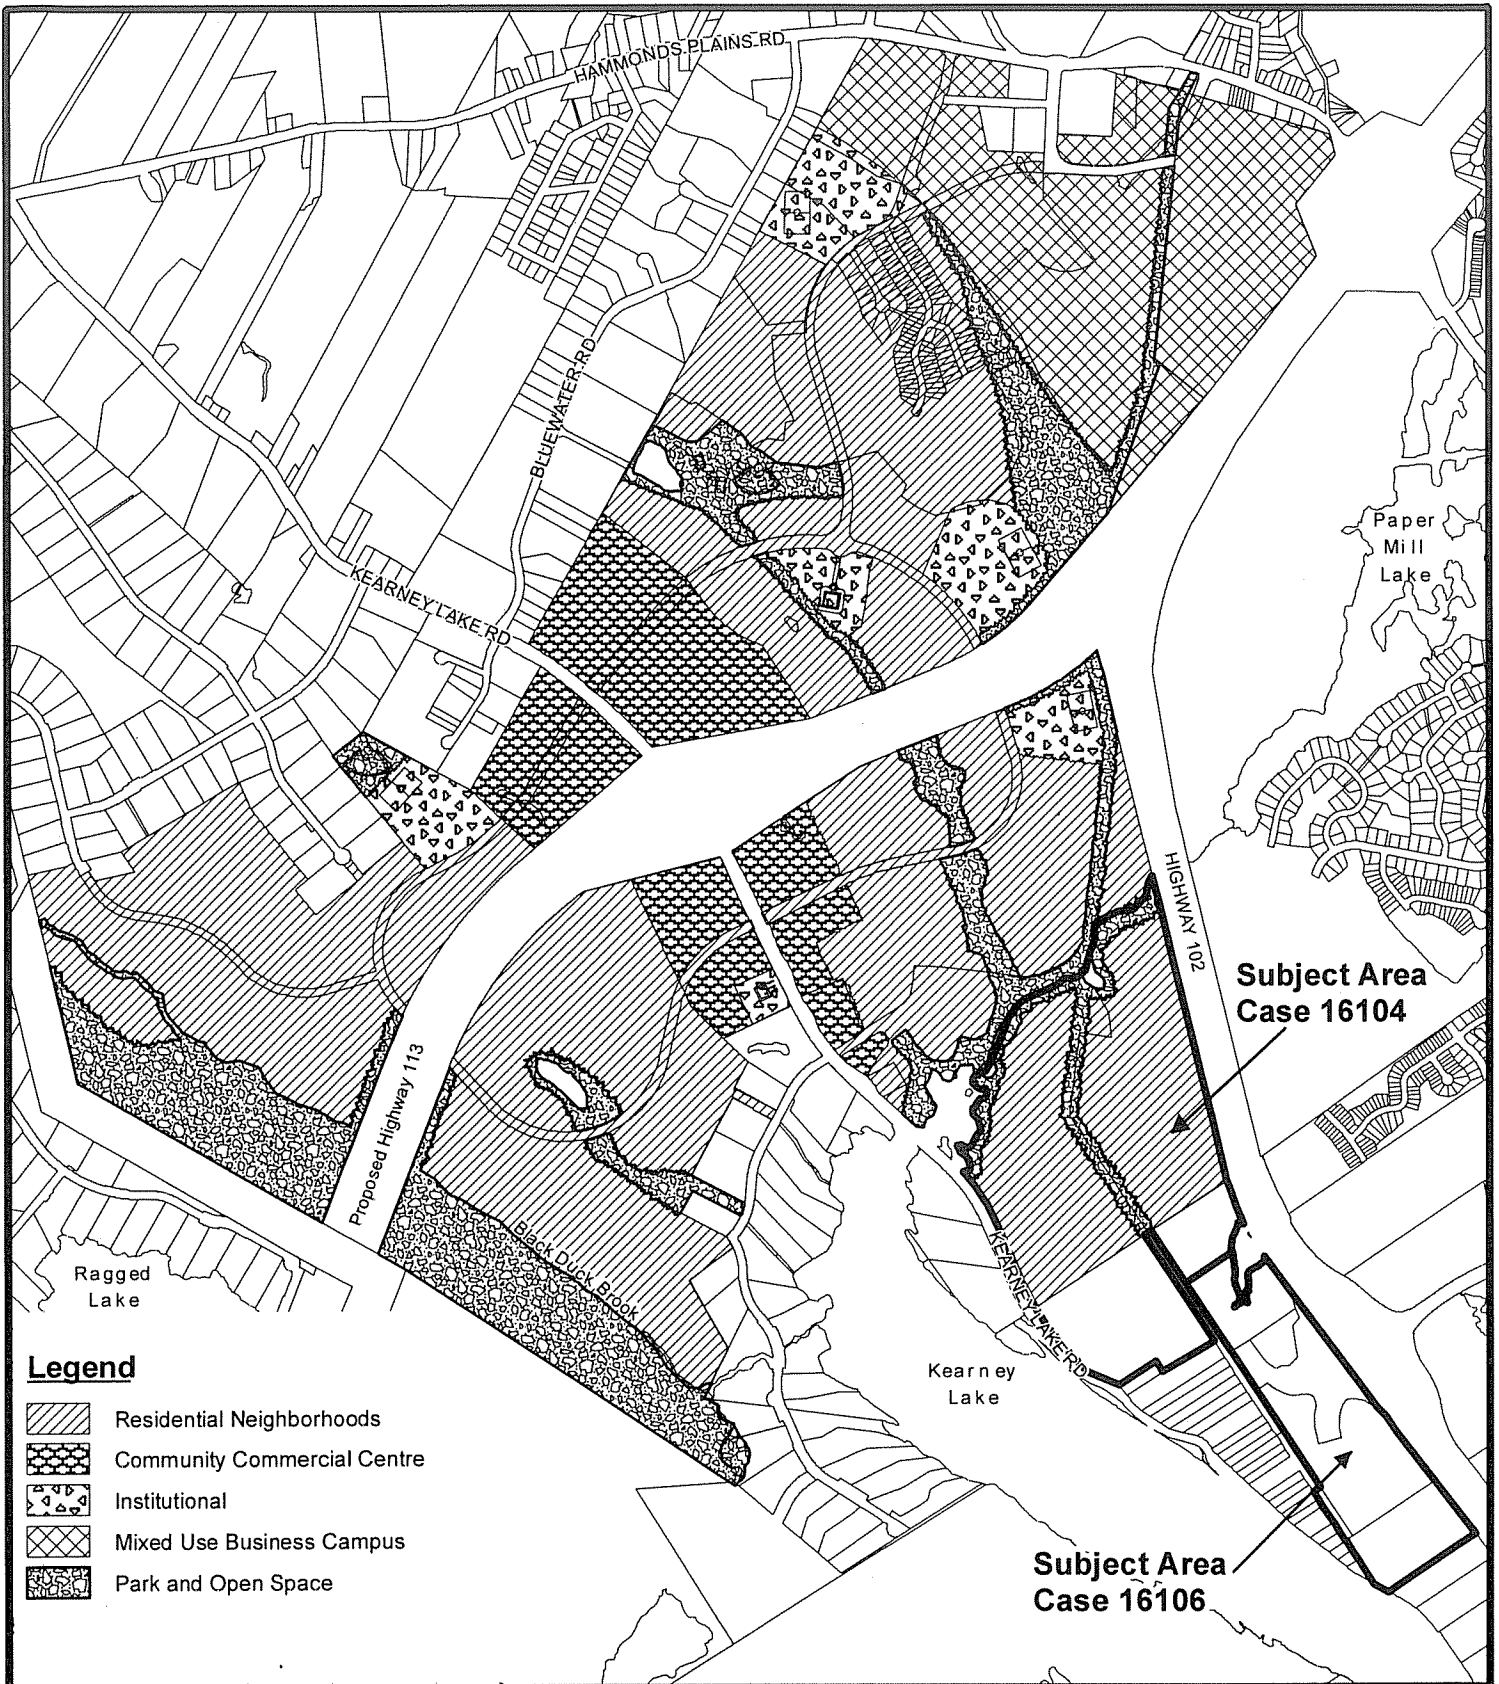 HAMMONDS PLAINS RD
BLUEWATER RD
KEARNEY LAKE RD
Paper
Mill
Lake
HIGHWAY 102
Subject Area
Case 16104
Proposed Highway 113
Black Duck Brook
KEARNEY LAKE RD
Ragged
Lake
Kearney
Lake
Legend
Residential Neighborhoods
Community Commercial Centre
Institutional
Mixed Use Business Campus
Park and Open Space
Subject Area
Case 16106